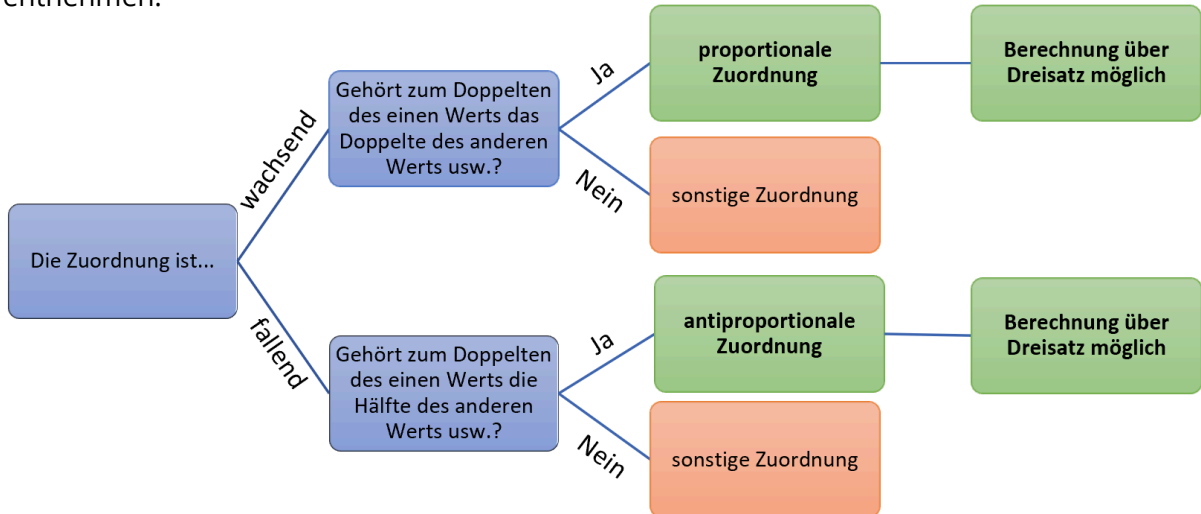 entnehmen.
Die Zuordnung ist...
wachsend
Gehört zum Doppelten
des einen Werts das
Doppelte des anderen
Werts usw.?
Ja
proportionale
Zuordnung
Berechnung über
Dreisatz möglich
Nein
sonstige Zuordnung
fallend
Gehört zum Doppelten
des einen Werts die
Hälfte des anderen
Werts usw.?
Ja
antiproportionale
Zuordnung
Berechnung über
Dreisatz möglich
Nein
sonstige Zuordnung